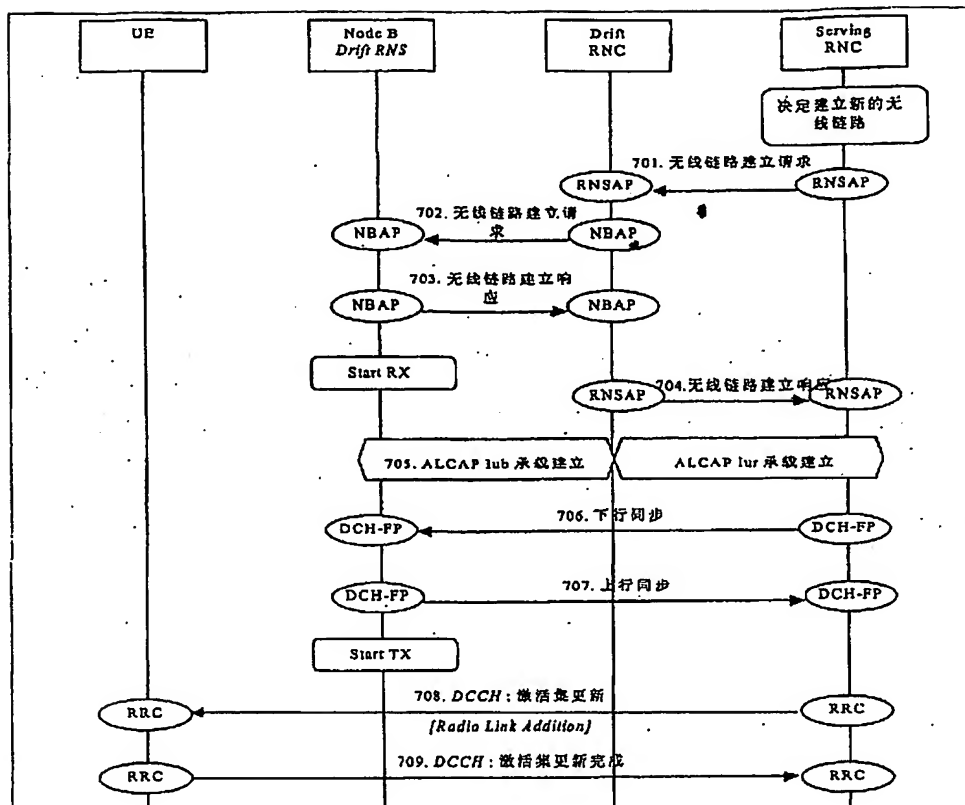 UE
Node B
Drift RNS
Drift
RNC
Serving
RNC
决定建立新的无
线链路
701. 无线链路建立请求
RNSAP
RNSAP
702. 无线链路建立请
求
NBAP
NBAP
703. 无线链路建立响
应
NBAP
NBAP
Start RX
704.无线链路建立响应
RNSAP
RNSAP
705. ALCAP Iub 承载建立
ALCAP Iur 承载建立
706. 下行同步
DCH-FP
DCH-FP
707. 上行同步
DCH-FP
DCH-FP
Start TX
708. DCCH : 激活集更新
RRC
RRC
[Radio Link Addition]
709. DCCH : 激活集更新完成
RRC
RRC